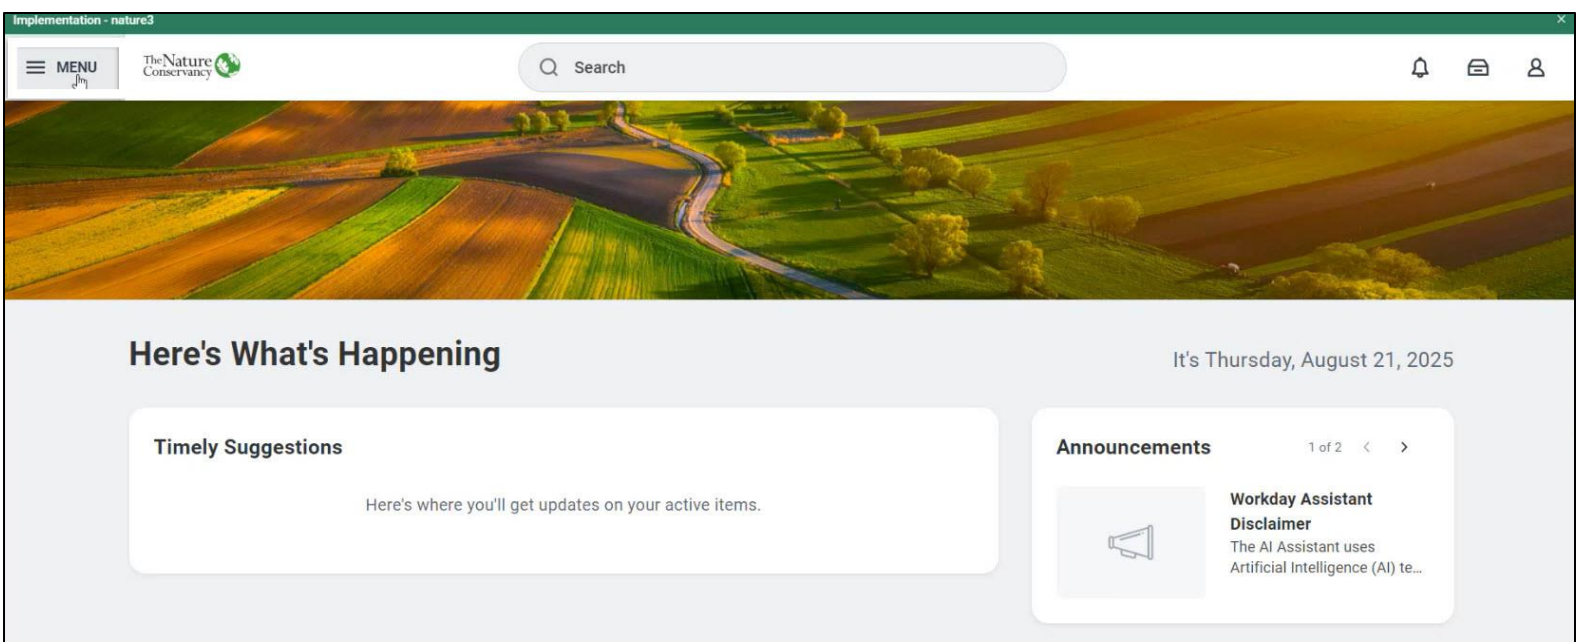 Implementation - nature3
MENU
The Nature
Conservancy
Search
Here's What's Happening
It's Thursday, August 21, 2025
Timely Suggestions
Here's where you'll get updates on your active items.
Announcements
1 of 2
Workday Assistant
Disclaimer
The AI Assistant uses
Artificial Intelligence (AI) te...